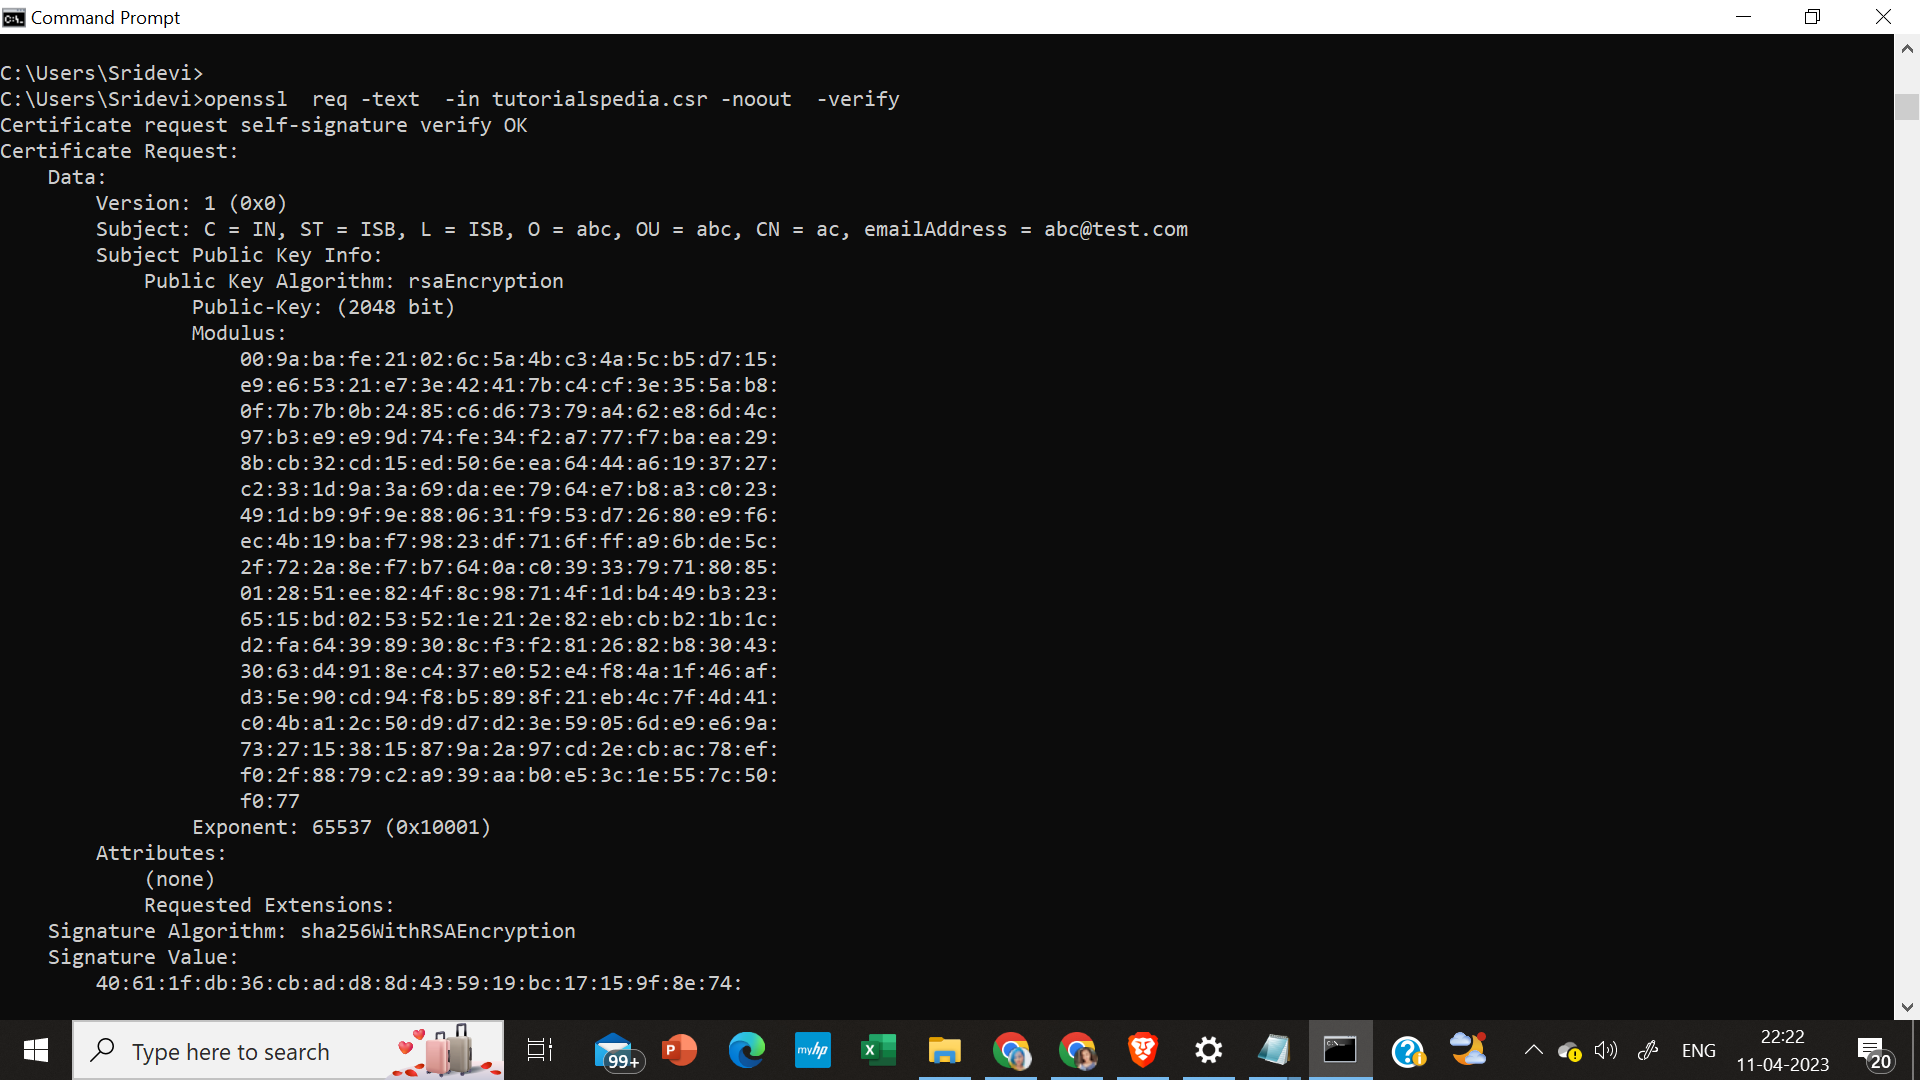 Command Prompt
C:\Users\Sridevi>
C:\Users\Sridevi>openssl  req -text  -in tutorialspedia.csr -noout  -verify
Certificate request self-signature verify OK
Certificate Request:
    Data:
        Version: 1 (0x0)
        Subject: C = IN, ST = ISB, L = ISB, O = abc, OU = abc, CN = ac, emailAddress = abc@test.com
        Subject Public Key Info:
            Public Key Algorithm: rsaEncryption
                Public-Key: (2048 bit)
                Modulus:
                    00:9a:ba:fe:21:02:6c:5a:4b:c3:4a:5c:b5:d7:15:
                    e9:e6:53:21:e7:3e:42:41:7b:c4:cf:3e:35:5a:b8:
                    0f:7b:7b:0b:24:85:c6:d6:73:79:a4:62:e8:6d:4c:
                    97:b3:e9:e9:9d:74:fe:34:f2:a7:77:f7:ba:ea:29:
                    8b:cb:32:cd:15:ed:50:6e:ea:64:44:a6:19:37:27:
                    c2:33:1d:9a:3a:69:da:ee:79:64:e7:b8:a3:c0:23:
                    49:1d:b9:9f:9e:88:06:31:f9:53:d7:26:80:e9:f6:
                    ec:4b:19:ba:f7:98:23:df:71:6f:ff:a9:6b:de:5c:
                    2f:72:2a:8e:f7:b7:64:0a:c0:39:33:79:71:80:85:
                    01:28:51:ee:82:4f:8c:98:71:4f:1d:b4:49:b3:23:
                    65:15:bd:02:53:52:1e:21:2e:82:eb:cb:b2:1b:1c:
                    d2:fa:64:39:89:30:8c:f3:f2:81:26:82:b8:30:43:
                    30:63:d4:91:8e:c4:37:e0:52:e4:f8:4a:1f:46:af:
                    d3:5e:90:cd:94:f8:b5:89:8f:21:eb:4c:7f:4d:41:
                    c0:4b:a1:2c:50:d9:d7:d2:3e:59:05:6d:e9:e6:9a:
                    73:27:15:38:15:87:9a:2a:97:cd:2e:cb:ac:78:ef:
                    f0:2f:88:79:c2:a9:39:aa:b0:e5:3c:1e:55:7c:50:
                    f0:77
                Exponent: 65537 (0x10001)
        Attributes:
            (none)
            Requested Extensions:
    Signature Algorithm: sha256WithRSAEncryption
    Signature Value:
        40:61:1f:db:36:cb:ad:d8:8d:43:59:19:bc:17:15:9f:8e:74:
Type here to search
99+
myhp
ENG
22:22
11-04-2023
20